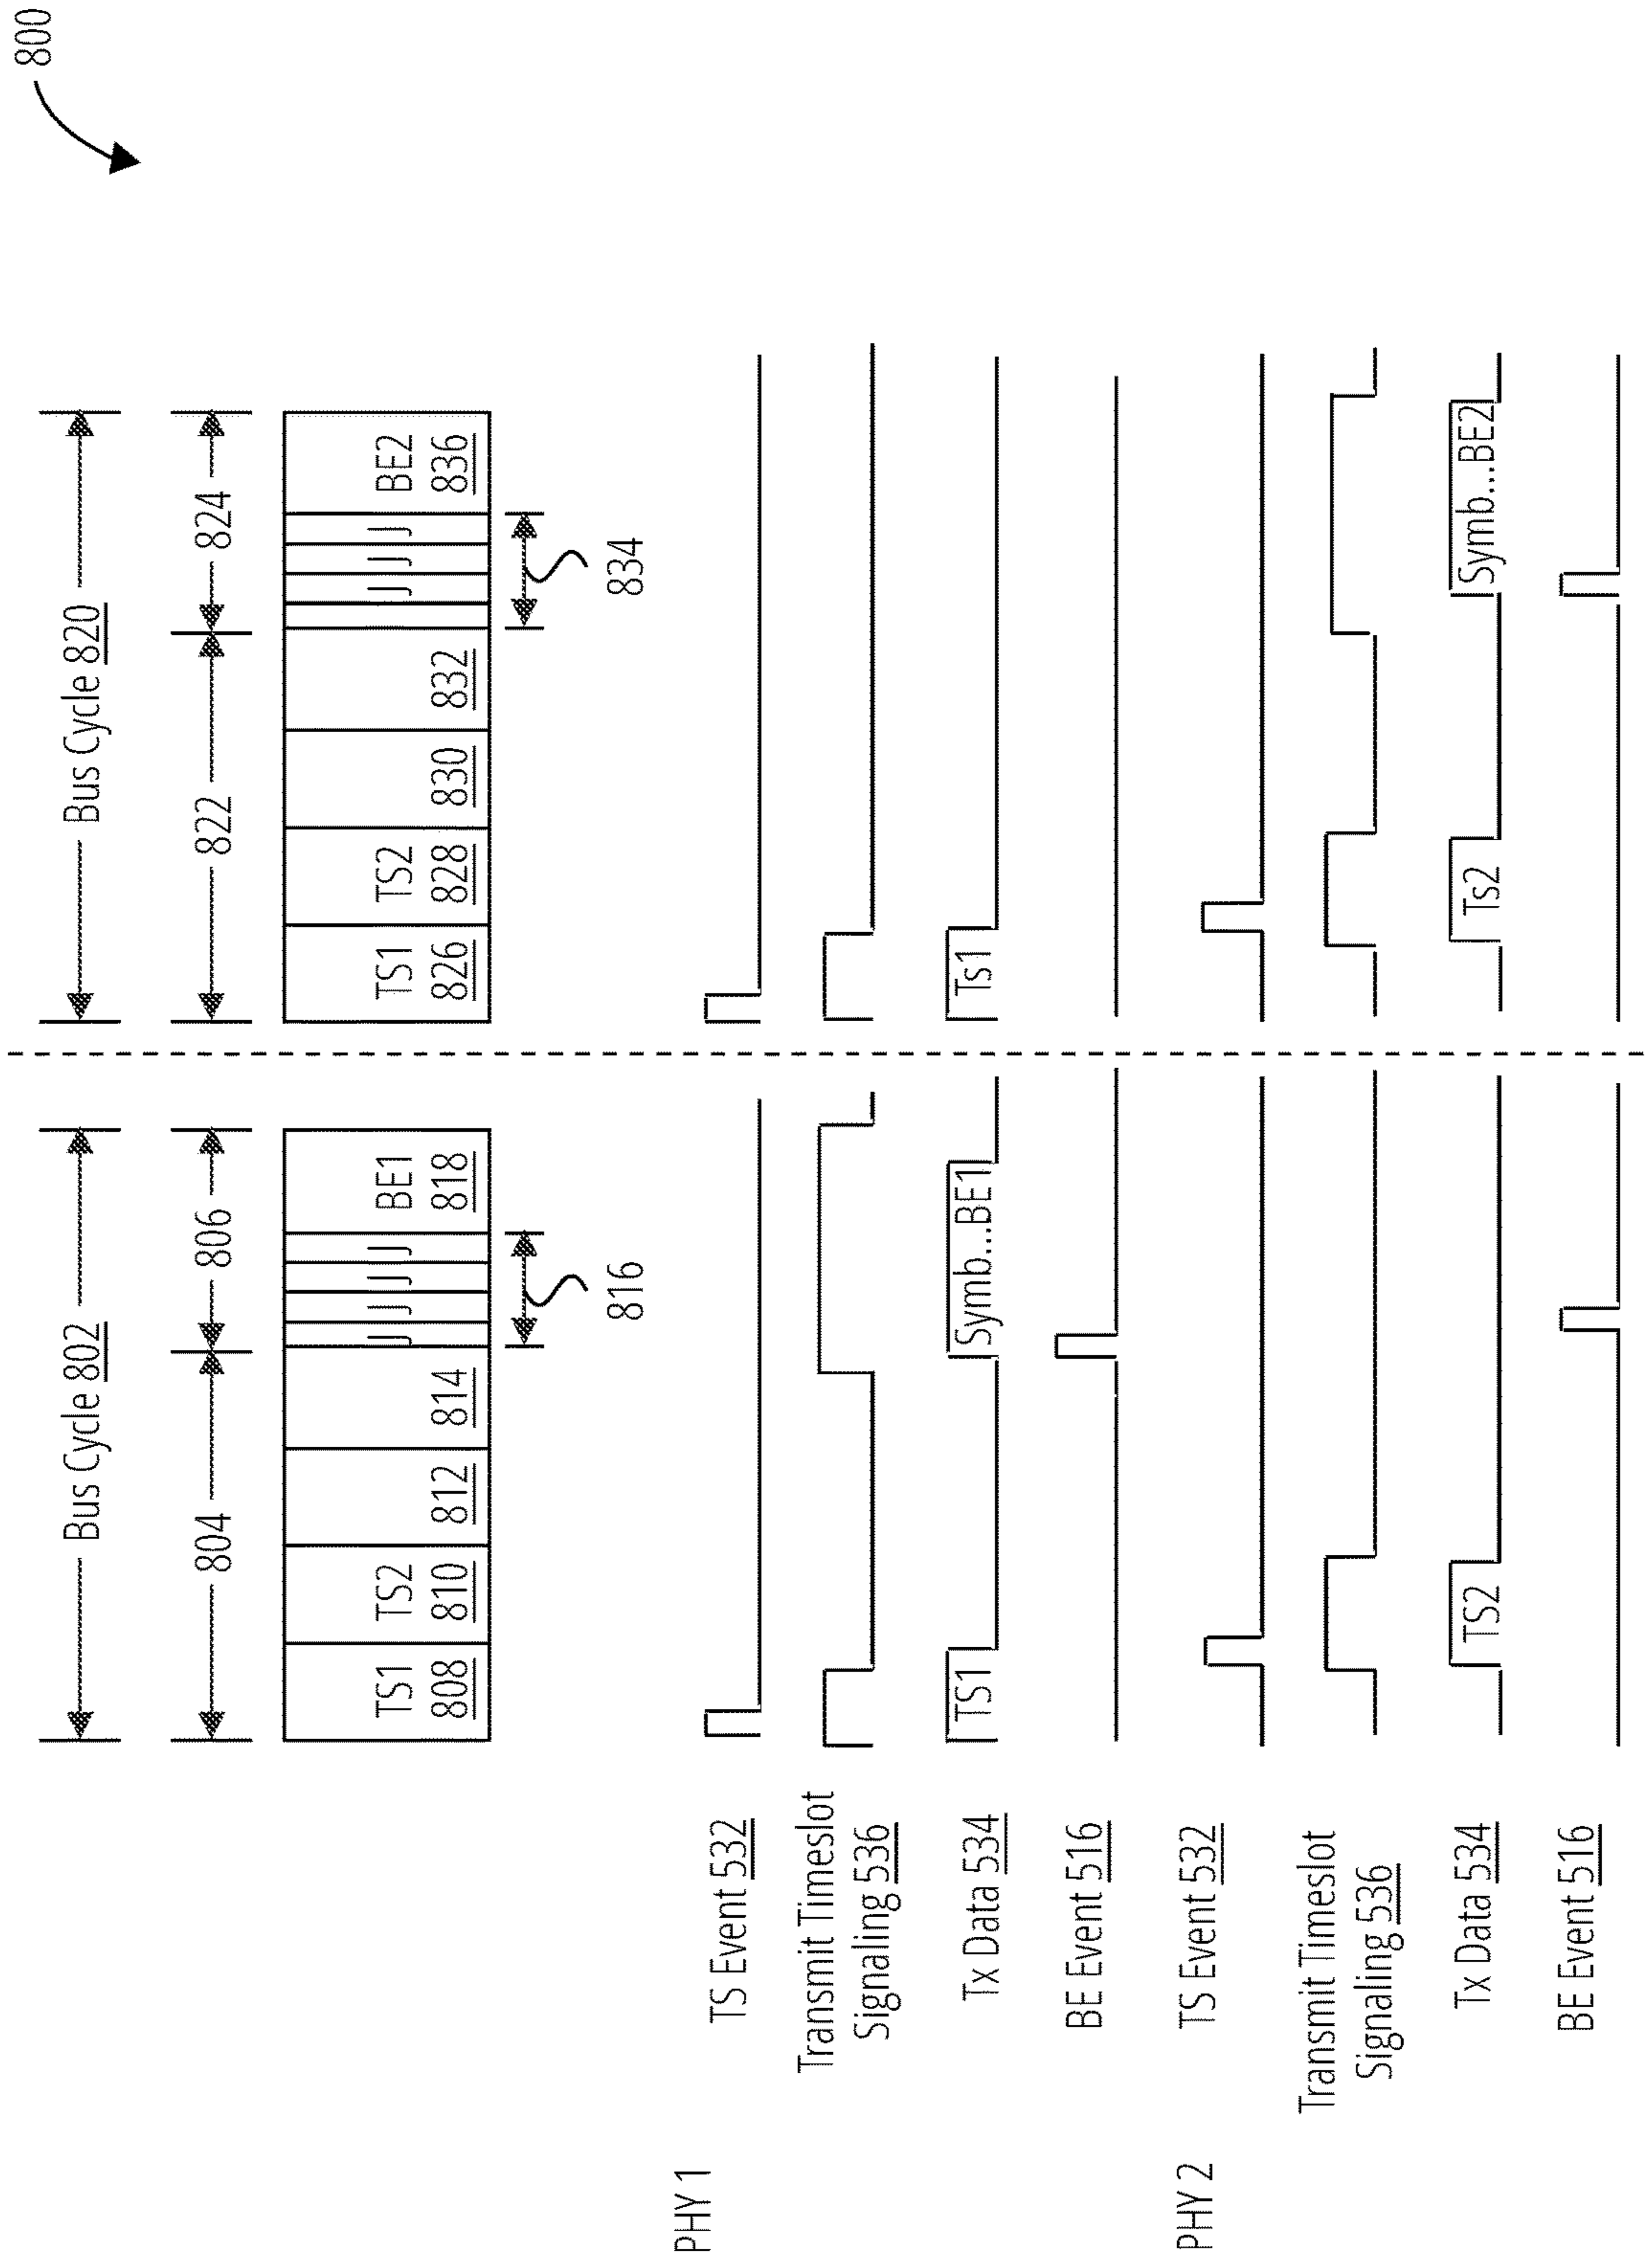 800
Bus Cycle 802
Bus Cycle 820
804
806
822
824
TS1
808
TS2
810
812
814
J
J
J
J
BE1
818
TS1
826
TS2
828
830
832
J
J
J
BE2
836
816
834
PHY 1
TS Event 532
Transmit Timeslot
Signaling 536
Tx Data 534
TS1
Symb...BE1
Ts1
BE Event 516
PHY 2
TS Event 532
Transmit Timeslot
Signaling 536
Tx Data 534
TS2
Ts2
Symb...BE2
BE Event 516